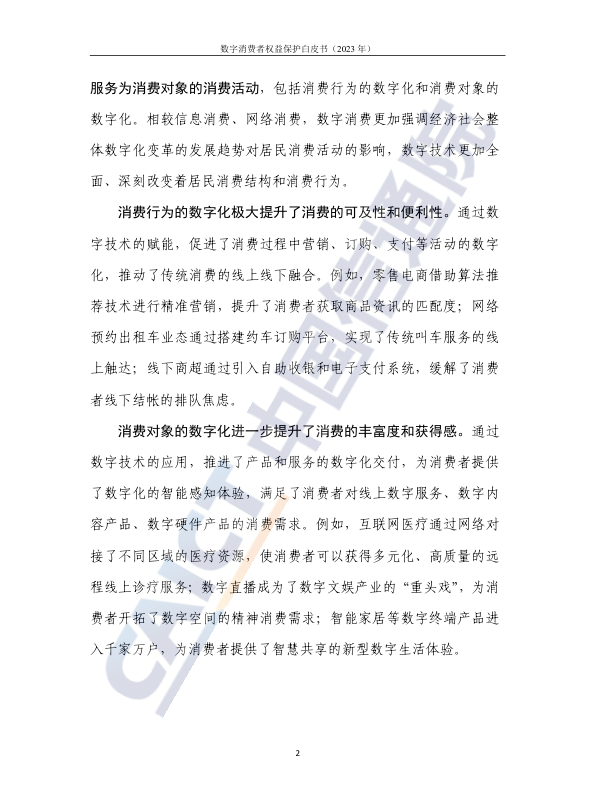 数字消费者权益保护白皮书（2023 年）
服务为消费对象的消费活动，包括消费行为的数字化和消费对象的
数字化。相较信息消费、网络消费，数字消费更加强调经济社会整
体数字化变革的发展趋势对居民消费活动的影响，数字技术更加全
面、深刻改变着居民消费结构和消费行为。
消费行为的数字化极大提升了消费的可及性和便利性。通过数
字技术的赋能，促进了消费过程中营销、订购、支付等活动的数字
化，推动了传统消费的线上线下融合。例如，零售电商借助算法推
荐技术进行精准营销，提升了消费者获取商品资讯的匹配度；网络
预约出租车业态通过搭建约车订购平台，实现了传统叫车服务的线
上触达；线下商超通过引入自助收银和电子支付系统，缓解了消费
者线下结帐的排队焦虑。
消费对象的数字化进一步提升了消费的丰富度和获得感。通过
数字技术的应用，推进了产品和服务的数字化交付，为消费者提供
了数字化的智能感知体验，满足了消费者对线上数字服务、数字内
容产品、数字硬件产品的消费需求。例如，互联网医疗通过网络对
接了不同区域的医疗资源，使消费者可以获得多元化、高质量的远
程线上诊疗服务；数字直播成为了数字文娱产业的“重头戏”，为消
费者开拓了数字空间的精神消费需求；智能家居等数字终端产品进
入千家万户，为消费者提供了智慧共享的新型数字生活体验。
CAICT 中国信通院
2